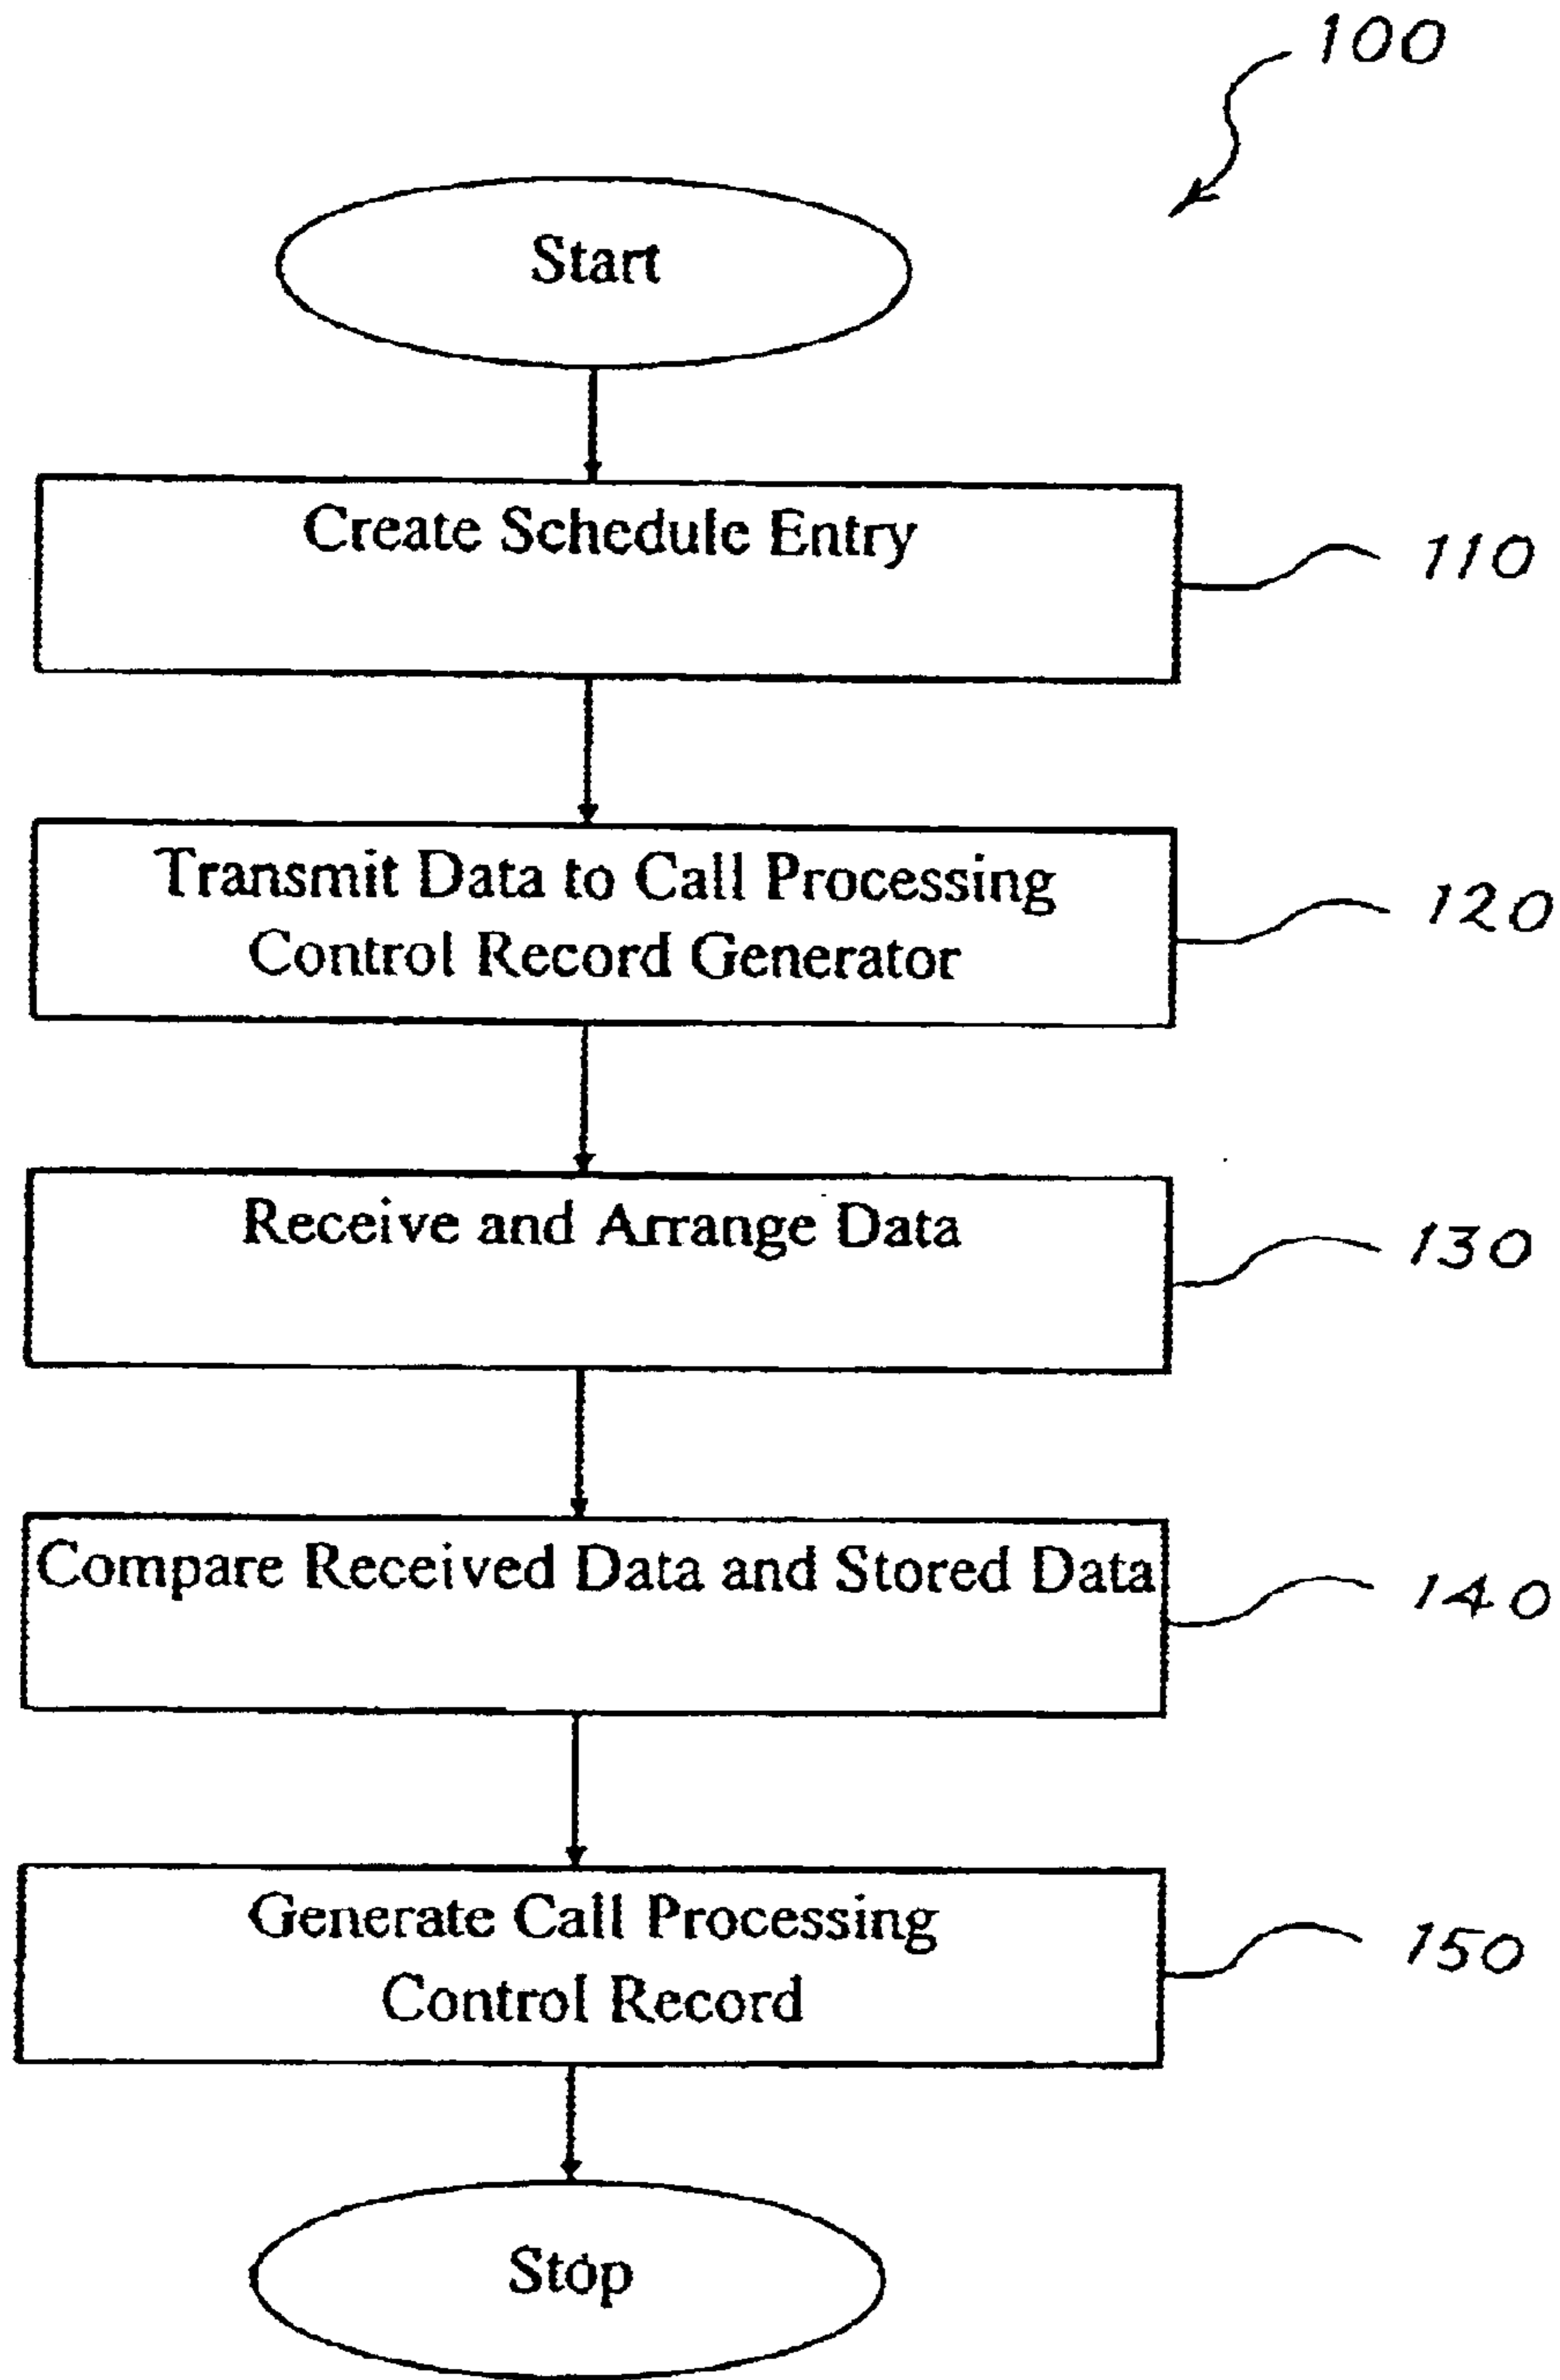 100
Start
Create Schedule Entry
110
Transmit Data to Call Processing
Control Record Generator
120
Receive and Arrange Data
130
Compare Received Data and Stored Data
140
Generate Call Processing
Control Record
150
Stop